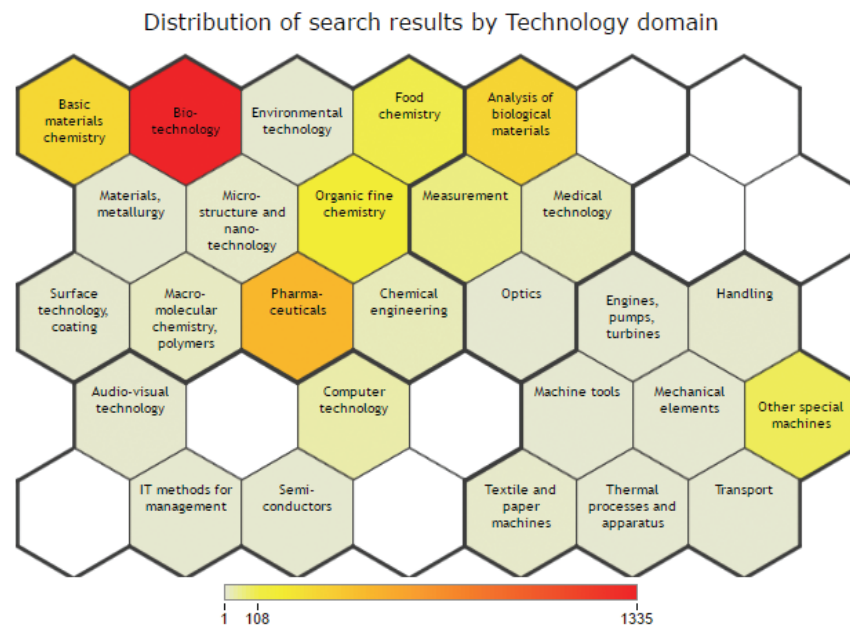 Distribution of search results by Technology domain
Basic
materials
chemistry
Bio-
technology
Environmental
technology
Food
chemistry
Analysis of
biological
materials
Materials,
metallurgy
Micro-
structure and
nano-
technology
Organic fine
chemistry
Measurement
Medical
technology
Surface
technology,
coating
Macro-
molecular
chemistry,
polymers
Pharma-
ceuticals
Chemical
engineering
Optics
Engines,
pumps,
turbines
Handling
Audio-visual
technology
Computer
technology
Machine tools
Mechanical
elements
Other special
machines
IT methods for
management
Semi-
conductors
Textile and
paper
machines
Thermal
processes and
apparatus
Transport
1 108 1335